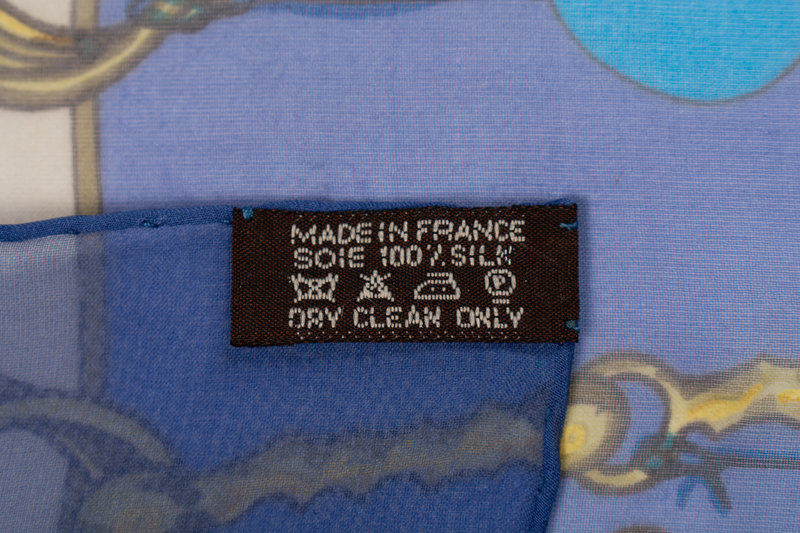 MADE IN FRANCE
SOIE 100% SILK
P
DRY CLEAN ONLY